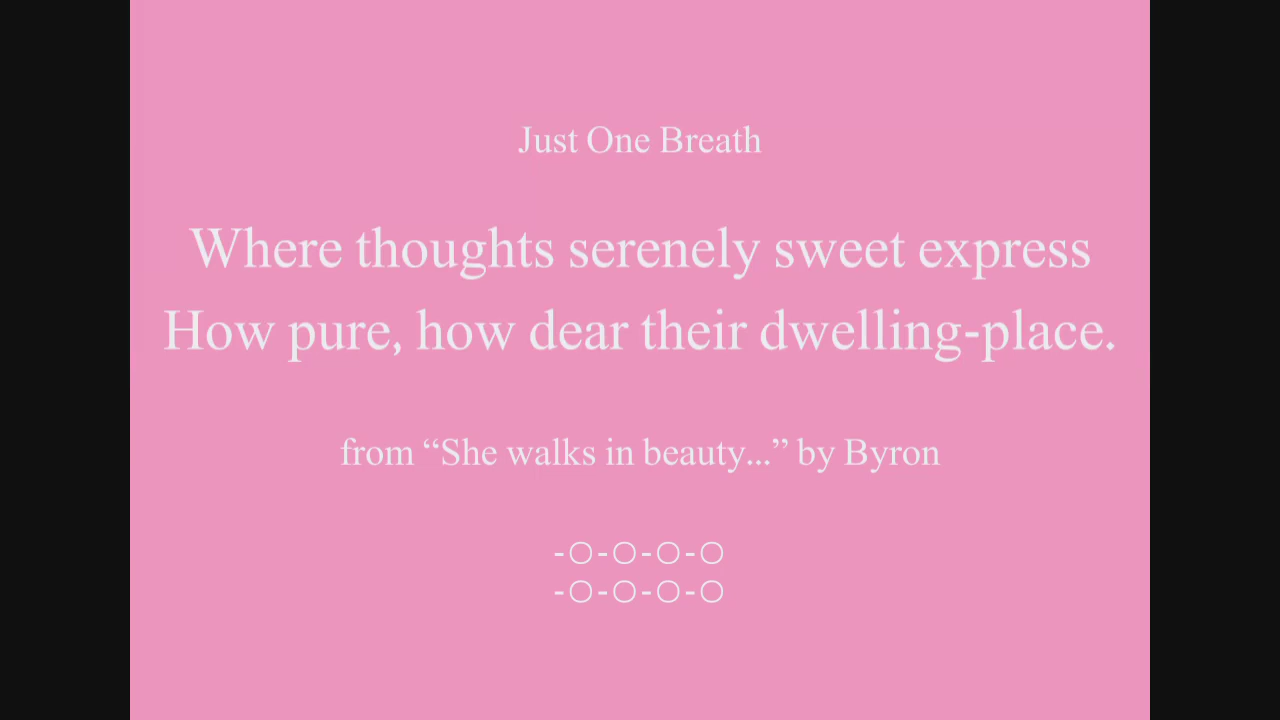 Just One Breath
Where thoughts serenely sweet express
How pure, how dear their dwelling-place.
from “She walks in beauty...” by Byron
-○-○-○-○
-○-○-○-○